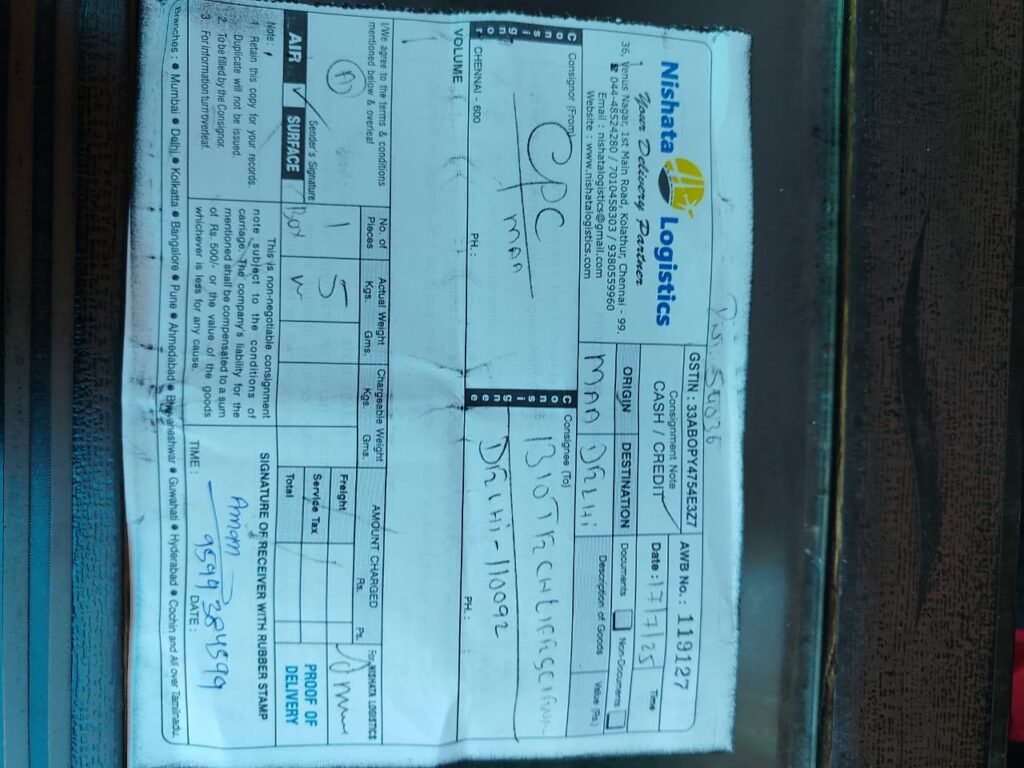 Nishata Logistics
Your Delivery Partner
36, Venus Nagar, 1st Main Road, Kolathur, Chennai - 99.
☎ 044-48524280 / 7010458303 / 9380559960
Email : nishatalogistics@gmail.com
Website : www.nishatalogistics.com
GSTIN : 33ABOPY4754E3Z7
Consignment Note
CASH / CREDIT
AWB No. : 119127
Date : 17/7/25
Time
ORIGIN
DESTINATION
Documents
Non-Documents
Description of Goods
Value (Rs.)
Consignor
Consignor (From)
CPC
CHENNAI - 600
PH. :
Consignee
Consignee (To)
DELHI - 110092
PH. :
VOLUME :
I/We agree to the terms & conditions
mentioned below & overleaf
Sender's Signature
AIR ✓ SURFACE
No. of Pieces
Actual Weight
Kgs. Gms.
Chargeable Weight
Kgs. Gms.
AMOUNT CHARGED
Rs. Ps.
1 5
Box
Freight
Service Tax
Total
For NISHATA LOGISTICS
PROOF OF
DELIVERY
Note :
1. Retain this copy for your records.
Duplicate will not be issued.
2. To be filled by the Consignor.
3. For information turn overleaf.
This is non-negotiable consignment
note subject to the conditions of
carriage. The company's liability for the
mentioned shall be compensated to a sum
of Rs. 500/- or the value of the goods
whichever is less for any cause.
SIGNATURE OF RECEIVER WITH RUBBER STAMP
TIME :
DATE :
Branches : ● Mumbai ● Delhi ● Kolkatta ● Bangalore ● Pune ● Ahmedabad ● Bhuvaneshwar ● Guwahati ● Hyderabad ● Cochin and All over Tamilnadu